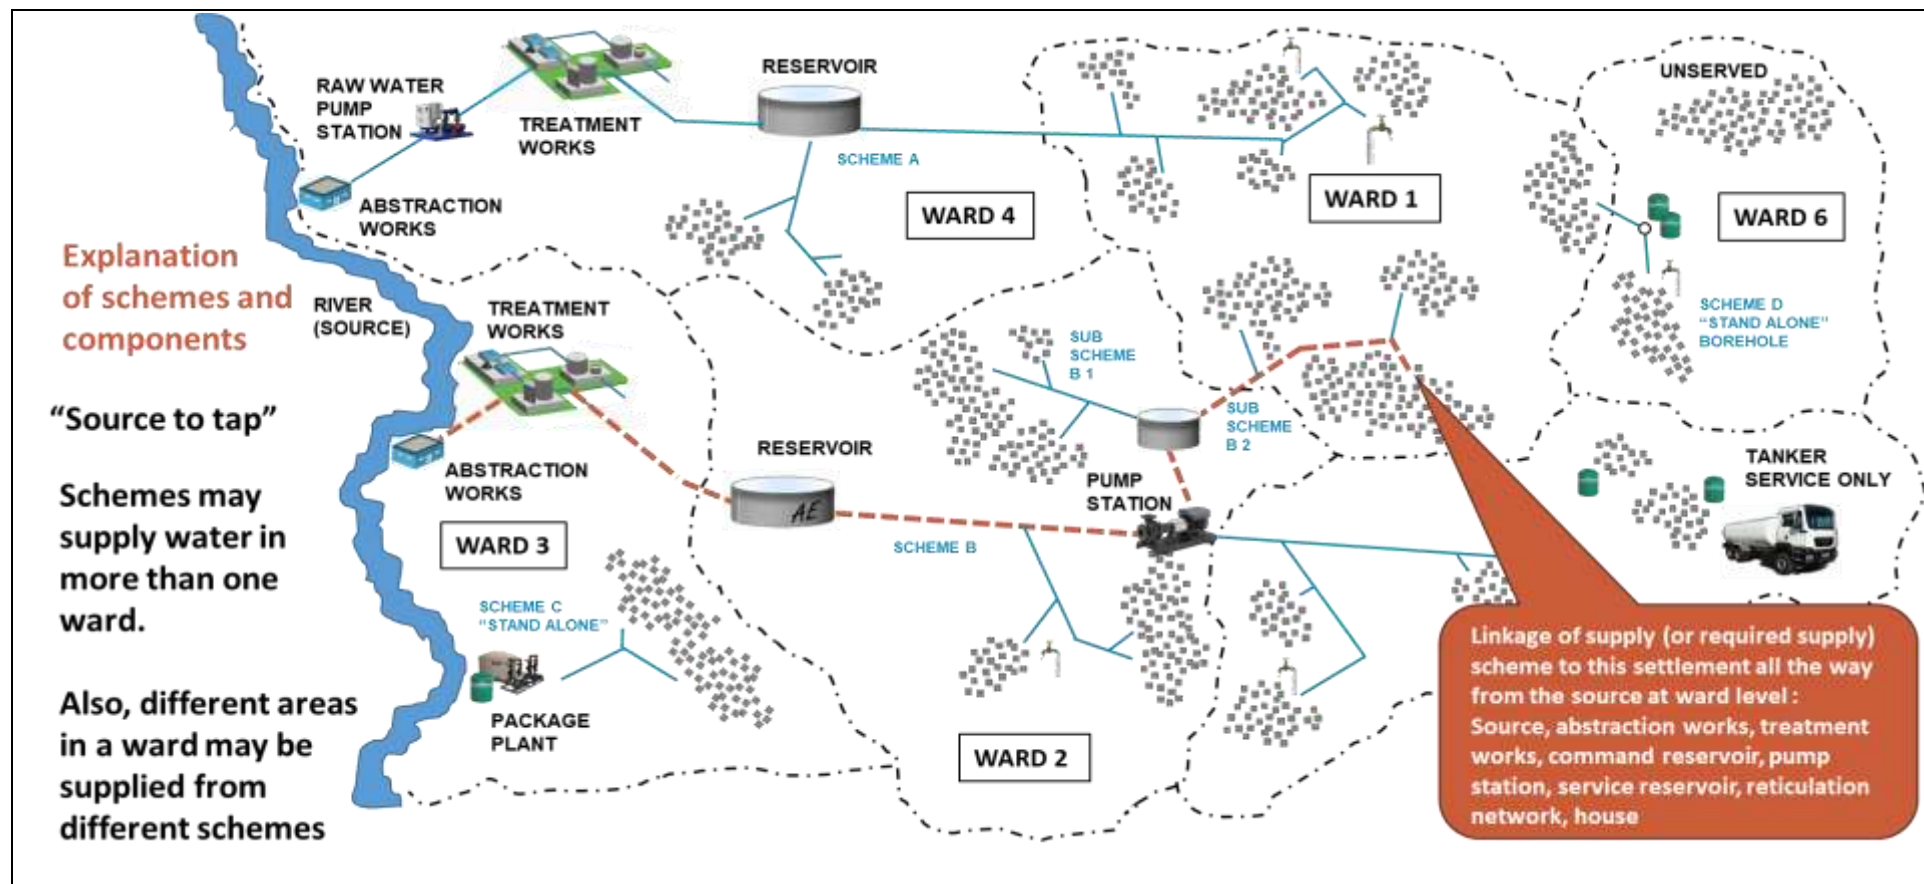 RAW WATER
PUMP
STATION
TREATMENT
WORKS
RESERVOIR
SCHEME A
ABSTRACTION
WORKS
WARD 4
WARD 1
UNSERVED
WARD 6
SCHEME D
“STAND ALONE”
BOREHOLE
Explanation
of schemes and
components
RIVER
(SOURCE)
TREATMENT
WORKS
“Source to tap”
Schemes may
supply water in
more than one
ward.
Also, different areas
in a ward may be
supplied from
different schemes
ABSTRACTION
WORKS
WARD 3
SCHEME C
“STAND ALONE”
PACKAGE
PLANT
RESERVOIR
AE
SCHEME B
SUB
SCHEME
B 1
SUB
SCHEME
B 2
PUMP
STATION
WARD 2
TANKER
SERVICE ONLY
Linkage of supply (or required supply)
scheme to this settlement all the way
from the source at ward level :
Source, abstraction works, treatment
works, command reservoir, pump
station, service reservoir, reticulation
network, house